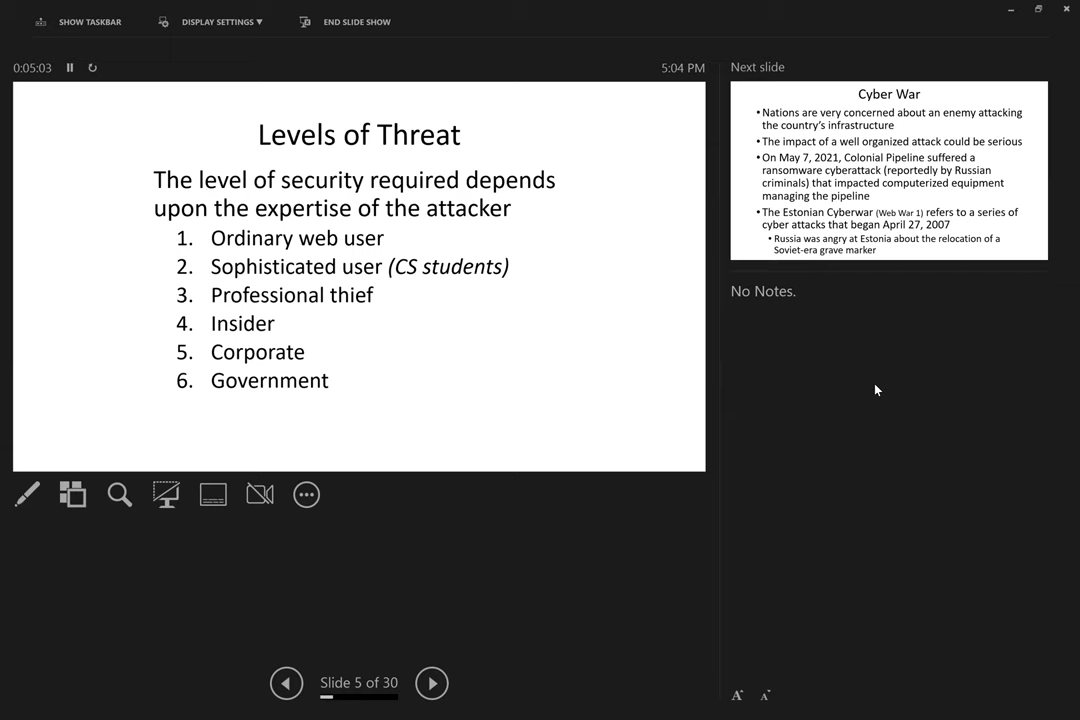 SHOW TASKBAR
DISPLAY SETTINGS ▼
END SLIDE SHOW
0:05:03
5:04 PM
Levels of Threat
The level of security required depends
upon the expertise of the attacker
1. Ordinary web user
2. Sophisticated user (CS students)
3. Professional thief
4. Insider
5. Corporate
6. Government
Slide 5 of 30
Next slide
Cyber War
•Nations are very concerned about an enemy attacking
the country's infrastructure
•The impact of a well organized attack could be serious
•On May 7, 2021, Colonial Pipeline suffered a
ransomware cyberattack (reportedly by Russian
criminals) that impacted computerized equipment
managing the pipeline
•The Estonian Cyberwar (Web War 1) refers to a series of
cyber attacks that began April 27, 2007
•Russia was angry at Estonia about the relocation of a
Soviet-era grave marker
No Notes.
A A